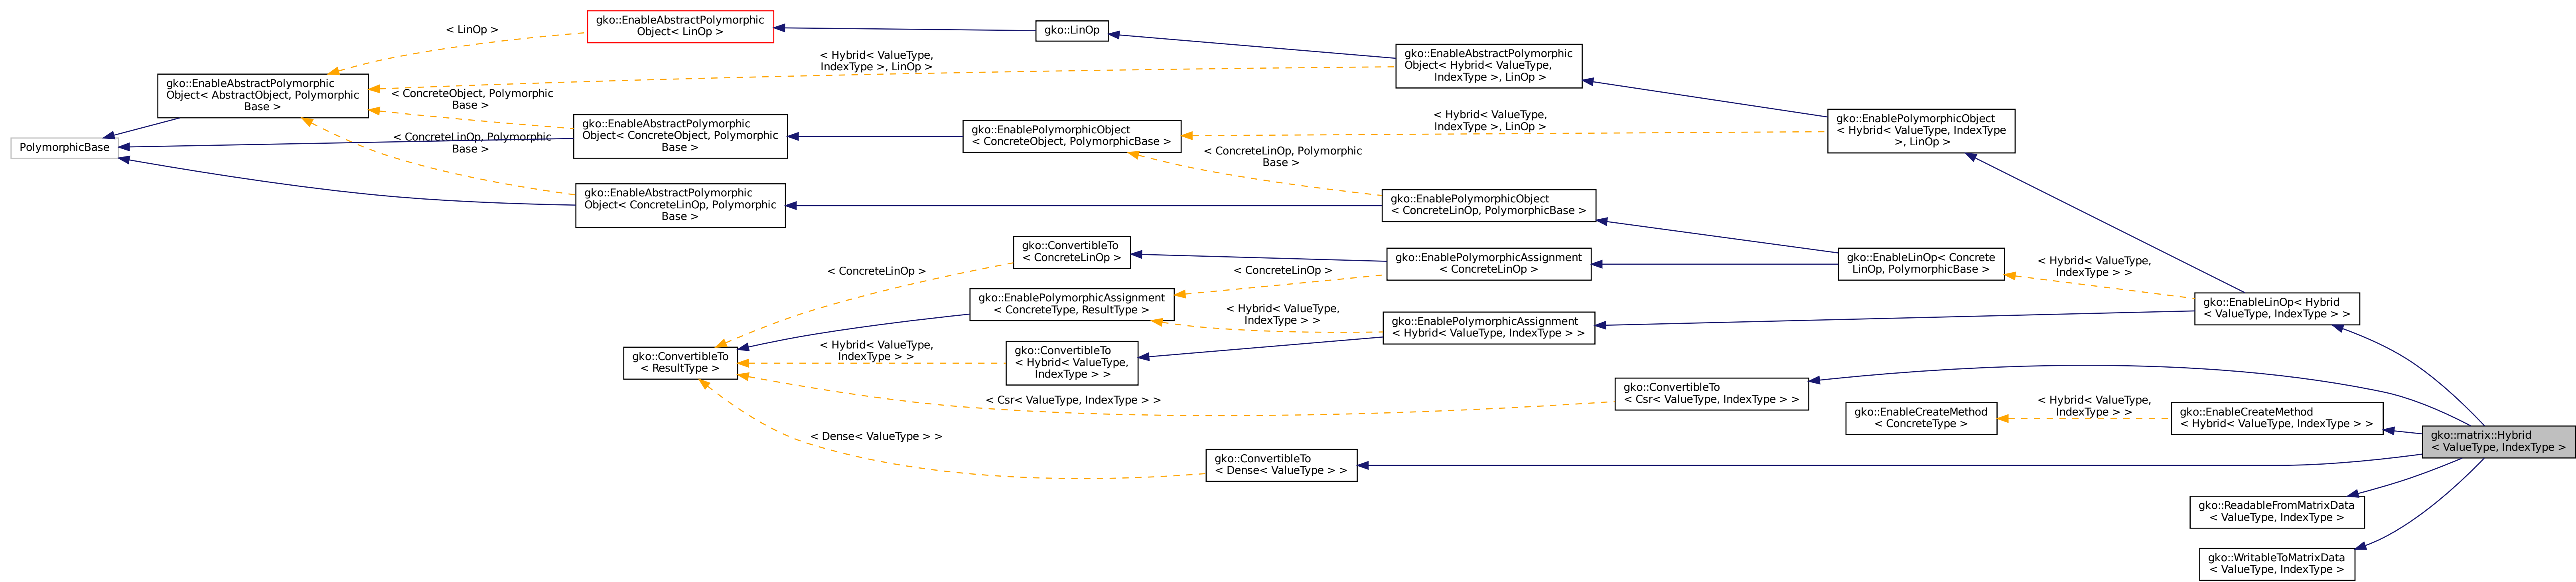 PolymorphicBase
gko::EnableAbstractPolymorphic
Object< AbstractObject, Polymorphic
Base >
< LinOp >
< Hybrid< ValueType,
IndexType >, LinOp >
< ConcreteObject, Polymorphic
Base >
< ConcreteLinOp, Polymorphic
Base >
gko::EnableAbstractPolymorphic
Object< LinOp >
gko::EnableAbstractPolymorphic
Object< ConcreteObject, Polymorphic
Base >
gko::EnableAbstractPolymorphic
Object< ConcreteLinOp, Polymorphic
Base >
gko::LinOp
gko::EnablePolymorphicObject
< ConcreteObject, PolymorphicBase >
gko::EnableAbstractPolymorphic
Object< Hybrid< ValueType,
IndexType >, LinOp >
< Hybrid< ValueType,
IndexType >, LinOp >
< ConcreteLinOp, Polymorphic
Base >
gko::EnablePolymorphicObject
< ConcreteLinOp, PolymorphicBase >
gko::EnablePolymorphicObject
< Hybrid< ValueType, IndexType
>, LinOp >
gko::ConvertibleTo
< ResultType >
< ConcreteLinOp >
< Hybrid< ValueType,
IndexType > >
< Csr< ValueType, IndexType > >
< Dense< ValueType > >
gko::ConvertibleTo
< ConcreteLinOp >
gko::EnablePolymorphicAssignment
< ConcreteType, ResultType >
gko::ConvertibleTo
< Hybrid< ValueType,
IndexType > >
< ConcreteLinOp >
< Hybrid< ValueType,
IndexType > >
gko::EnablePolymorphicAssignment
< ConcreteLinOp >
gko::EnablePolymorphicAssignment
< Hybrid< ValueType, IndexType > >
gko::EnableLinOp< Concrete
LinOp, PolymorphicBase >
< Hybrid< ValueType,
IndexType > >
gko::EnableLinOp< Hybrid
< ValueType, IndexType > >
gko::ConvertibleTo
< Csr< ValueType, IndexType > >
gko::ConvertibleTo
< Dense< ValueType > >
gko::EnableCreateMethod
< ConcreteType >
< Hybrid< ValueType,
IndexType > >
gko::EnableCreateMethod
< Hybrid< ValueType, IndexType > >
gko::matrix::Hybrid
< ValueType, IndexType >
gko::ReadableFromMatrixData
< ValueType, IndexType >
gko::WritableToMatrixData
< ValueType, IndexType >